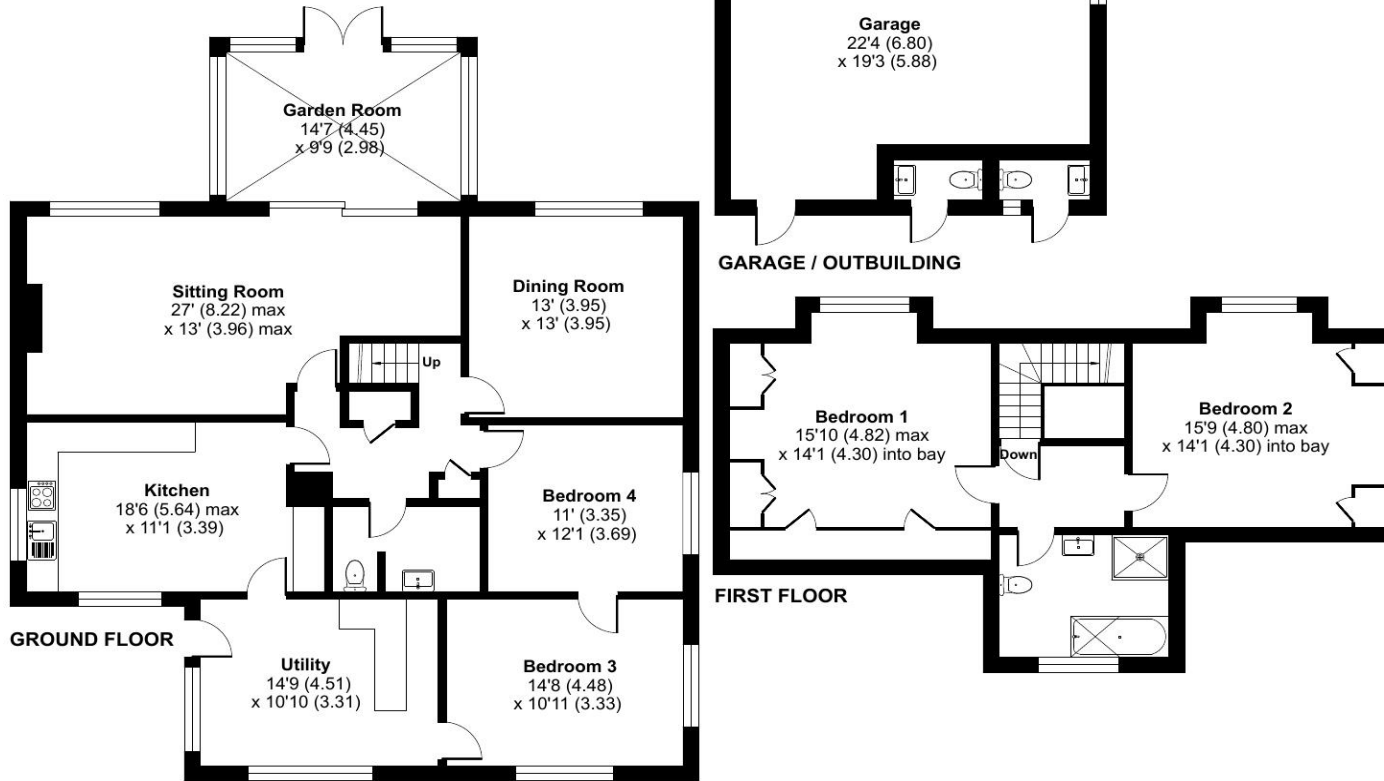 Garage
22'4 (6.80)
x 19'3 (5.88)
Garden Room
14'7 (4.45)
x 9'9 (2.98)
GARAGE / OUTBUILDING
Sitting Room
27' (8.22) max
x 13' (3.96) max
Dining Room
13' (3.95)
x 13' (3.95)
Up
Bedroom 1
15'10 (4.82) max
x 14'1 (4.30) into bay
Bedroom 2
15'9 (4.80) max
x 14'1 (4.30) into bay
Down
Kitchen
18'6 (5.64) max
x 11'1 (3.39)
Bedroom 4
11' (3.35)
x 12'1 (3.69)
FIRST FLOOR
GROUND FLOOR
Utility
14'9 (4.51)
x 10'10 (3.31)
Bedroom 3
14'8 (4.48)
x 10'11 (3.33)